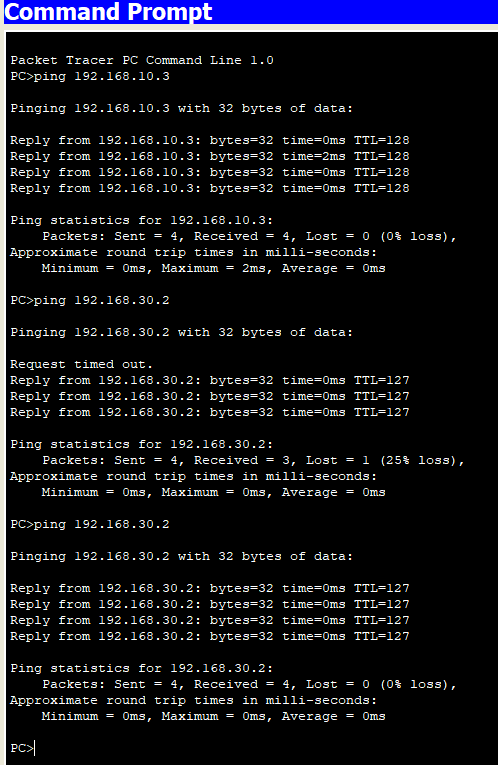 Command Prompt
Packet Tracer PC Command Line 1.0
PC>ping 192.168.10.3
Pinging 192.168.10.3 with 32 bytes of data:
Reply from 192.168.10.3: bytes=32 time=0ms TTL=128
Reply from 192.168.10.3: bytes=32 time=2ms TTL=128
Reply from 192.168.10.3: bytes=32 time=0ms TTL=128
Reply from 192.168.10.3: bytes=32 time=0ms TTL=128
Ping statistics for 192.168.10.3:
Packets: Sent = 4, Received = 4, Lost = 0 (0% loss),
Approximate round trip times in milli-seconds:
Minimum = 0ms, Maximum = 2ms, Average = 0ms
PC>ping 192.168.30.2
Pinging 192.168.30.2 with 32 bytes of data:
Request timed out.
Reply from 192.168.30.2: bytes=32 time=0ms TTL=127
Reply from 192.168.30.2: bytes=32 time=0ms TTL=127
Reply from 192.168.30.2: bytes=32 time=0ms TTL=127
Ping statistics for 192.168.30.2:
Packets: Sent = 4, Received = 3, Lost = 1 (25% loss),
Approximate round trip times in milli-seconds:
Minimum = 0ms, Maximum = 0ms, Average = 0ms
PC>ping 192.168.30.2
Pinging 192.168.30.2 with 32 bytes of data:
Reply from 192.168.30.2: bytes=32 time=0ms TTL=127
Reply from 192.168.30.2: bytes=32 time=0ms TTL=127
Reply from 192.168.30.2: bytes=32 time=0ms TTL=127
Reply from 192.168.30.2: bytes=32 time=0ms TTL=127
Ping statistics for 192.168.30.2:
Packets: Sent = 4, Received = 4, Lost = 0 (0% loss),
Approximate round trip times in milli-seconds:
Minimum = 0ms, Maximum = 0ms, Average = 0ms
PC>